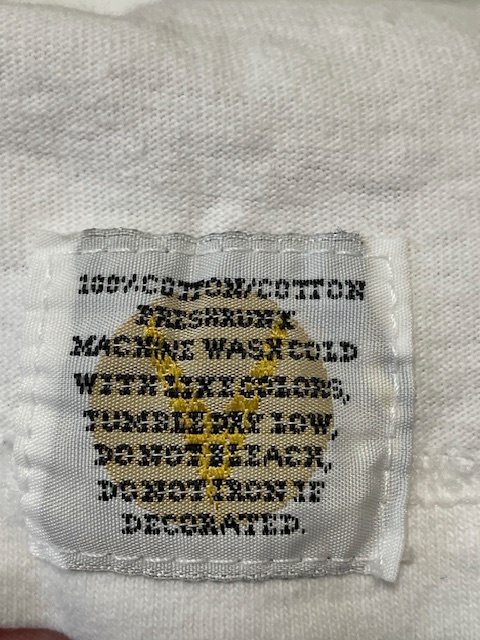 100% COTTON/COTTON
PRESHRUNK
MACHINE WASH COLD
WITH LIKE COLORS,
TUMBLE DRY LOW,
DO NOT BLEACH,
DO NOT IRON IF
DECORATED.